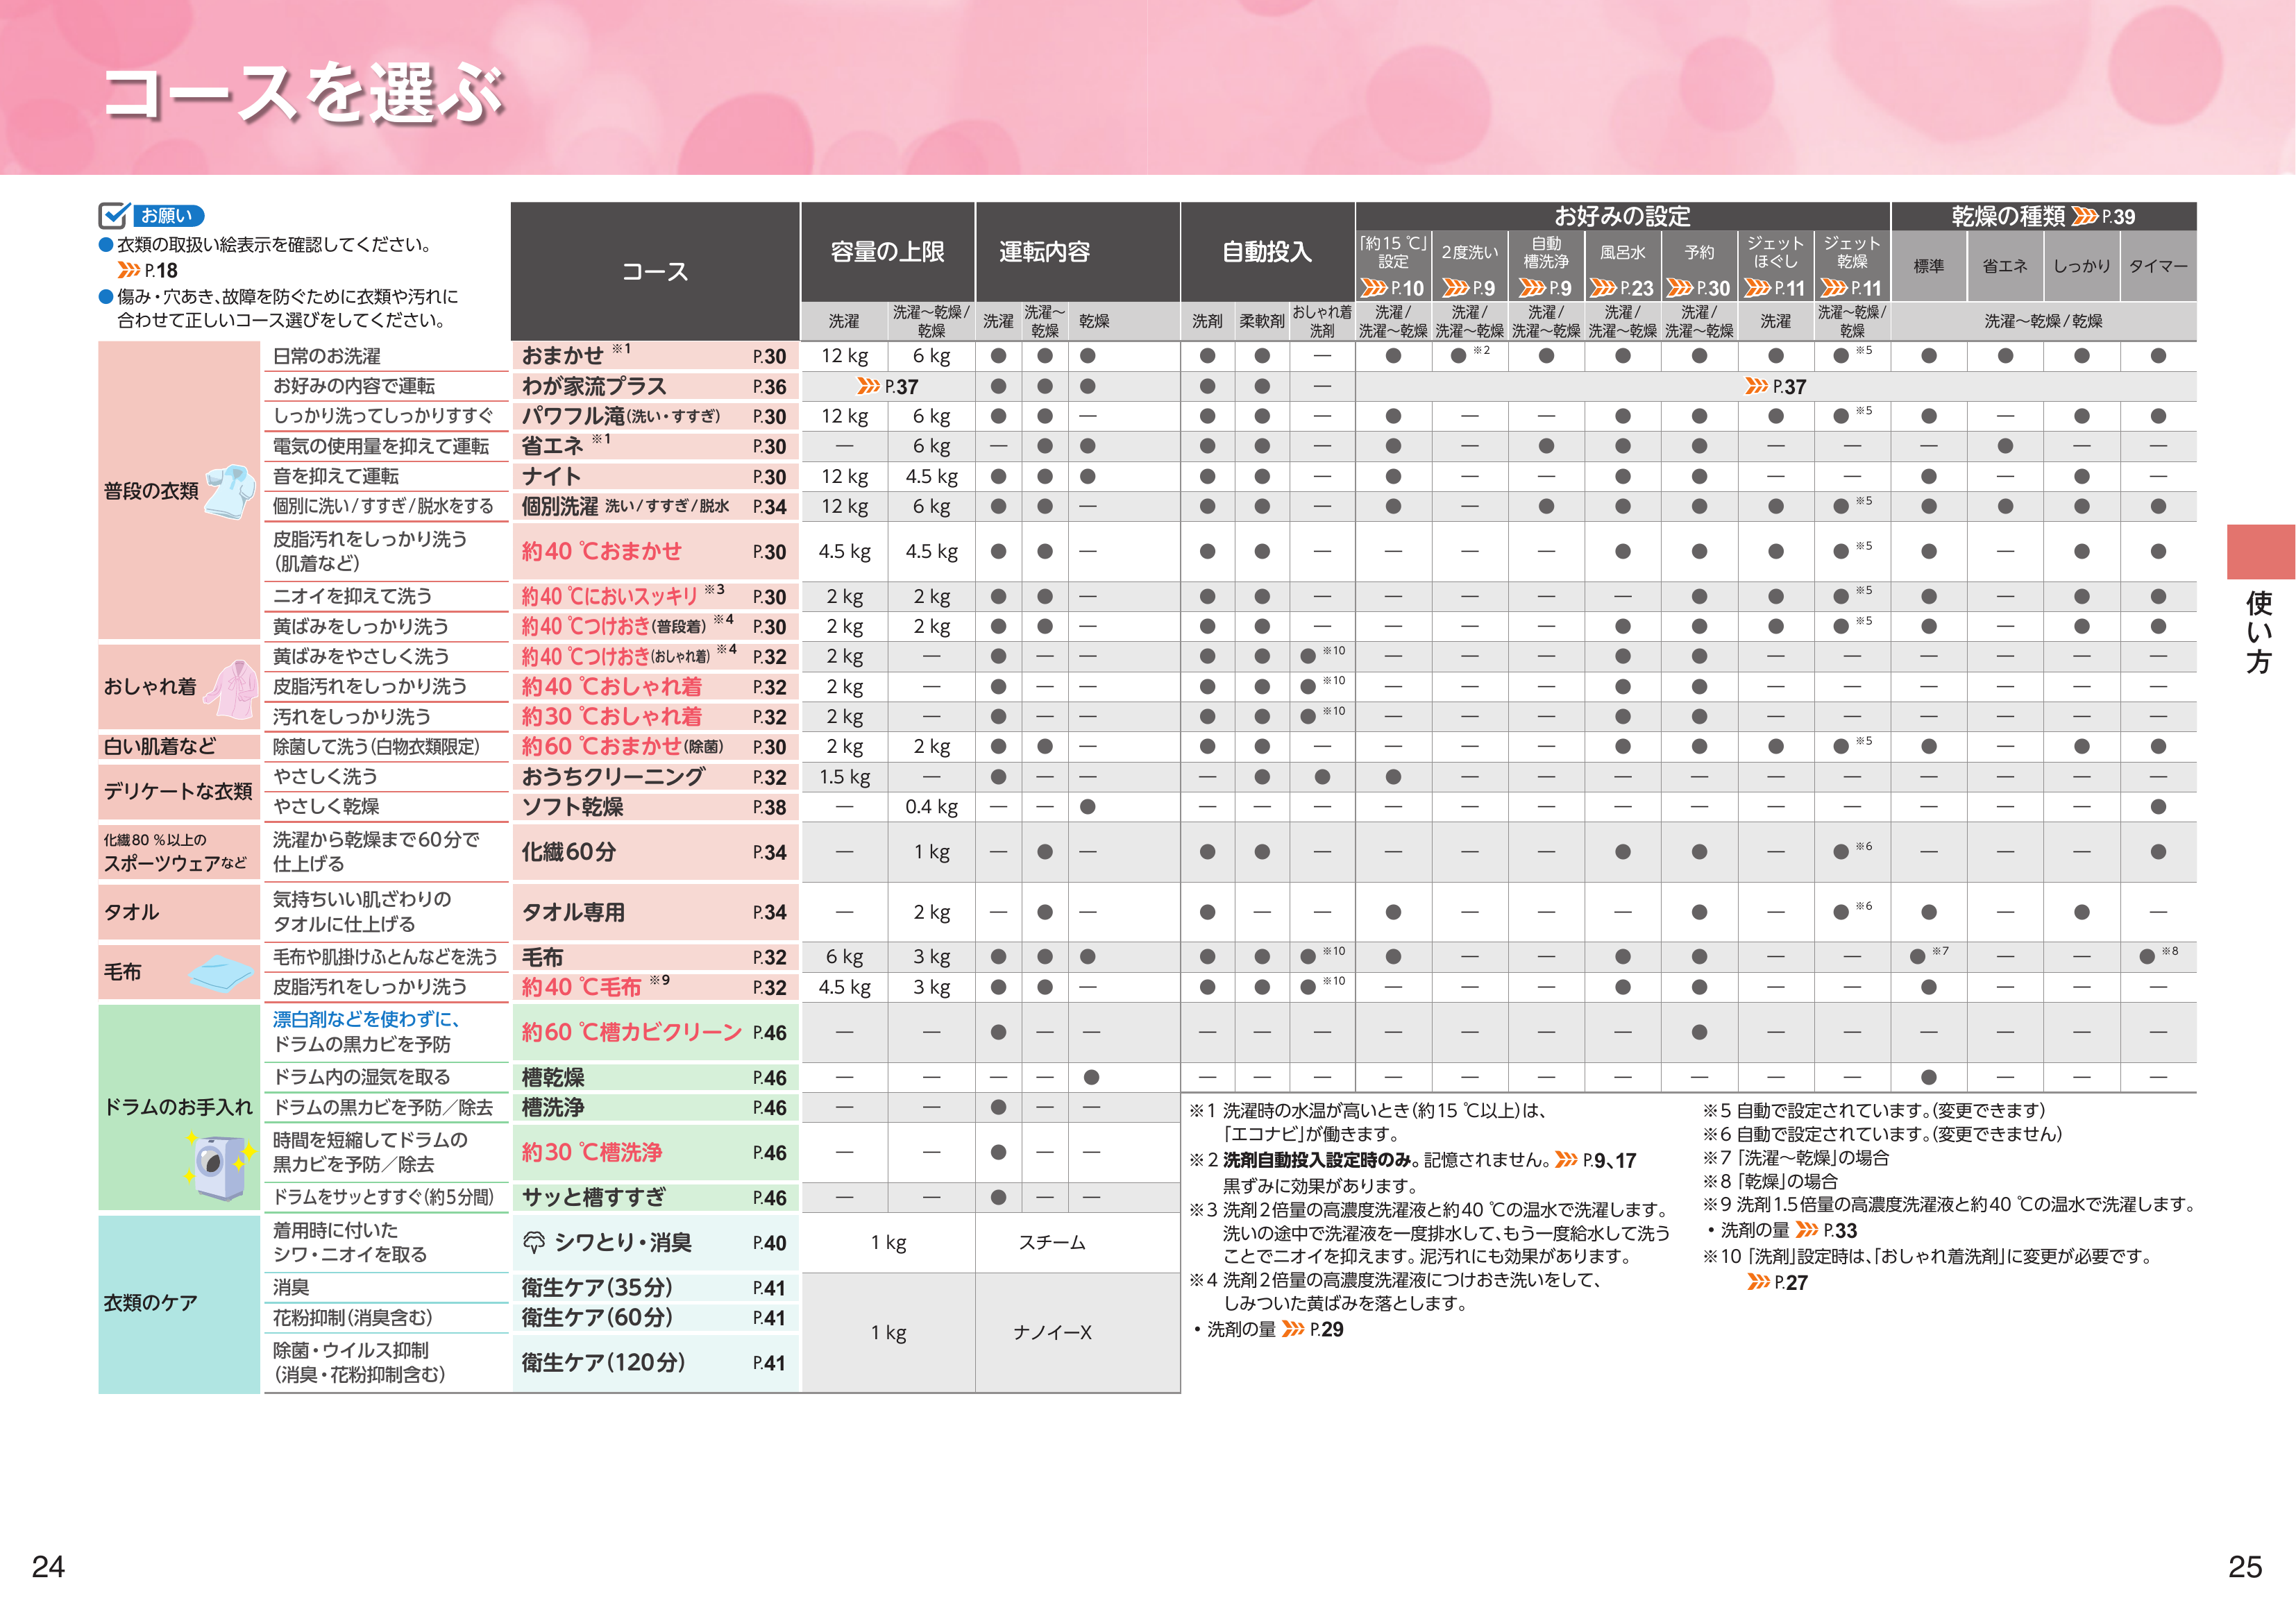 コースを選ぶ
お願い
●衣類の取扱い絵表示を確認してください。
P.18
●傷み・穴あき、故障を防ぐために衣類や汚れに
合わせて正しいコース選びをしてください。
コース 容量の上限 運転内容 自動投入 お好みの設定 乾燥の種類 P.39
「約15 ℃」設定 P.10 2度洗い P.9 自動槽洗浄 P.9 風呂水 P.23 予約 P.30 ジェットほぐし P.11 ジェット乾燥 P.11 標準 省エネ しっかり タイマー
洗濯 洗濯~乾燥/乾燥 洗濯 洗濯~乾燥 乾燥 洗剤 柔軟剤 おしゃれ着洗剤 洗濯/洗濯~乾燥 洗濯/洗濯~乾燥 洗濯/洗濯~乾燥 洗濯/洗濯~乾燥 洗濯/洗濯~乾燥 洗濯 洗濯~乾燥/乾燥 洗濯~乾燥/乾燥
普段の衣類
日常のお洗濯 おまかせ ※1 P.30 12 kg 6 kg ● ● ● ● ● — ● ●※2 ● ● ● ● ●※5 ● ● ● ●
お好みの内容で運転 わが家流プラス P.36 P.37 ● ● ● ● ● — P.37
しっかり洗ってしっかりすすぐ パワフル滝(洗い・すすぎ) P.30 12 kg 6 kg ● ● — ● ● — ● — — ● ● ● ●※5 ● — ● ●
電気の使用量を抑えて運転 省エネ ※1 P.30 — 6 kg — ● ● ● ● — ● — ● ● ● — — — ● — —
音を抑えて運転 ナイト P.30 12 kg 4.5 kg ● ● ● ● ● — ● — — ● ● — — ● — ● —
個別に洗い/すすぎ/脱水をする 個別洗濯 洗い/すすぎ/脱水 P.34 12 kg 6 kg ● ● — ● ● — ● — ● ● ● ● ●※5 ● ● ● ●
皮脂汚れをしっかり洗う
(肌着など) 約40 ℃おまかせ P.30 4.5 kg 4.5 kg ● ● — ● ● — — — — ● ● ● ●※5 ● — ● ●
ニオイを抑えて洗う 約40 ℃においスッキリ ※3 P.30 2 kg 2 kg ● ● — ● ● — — — — — ● ● ●※5 ● — ● ●
黄ばみをしっかり洗う 約40 ℃つけおき(普段着) ※4 P.30 2 kg 2 kg ● ● — ● ● — — — — ● ● ● ●※5 ● — ● ●
おしゃれ着
黄ばみをやさしく洗う 約40 ℃つけおき(おしゃれ着) ※4 P.32 2 kg — ● — — ● ● ●※10 — — — ● ● — — — — — —
皮脂汚れをしっかり洗う 約40 ℃おしゃれ着 P.32 2 kg — ● — — ● ● ●※10 — — — ● ● — — — — — —
汚れをしっかり洗う 約30 ℃おしゃれ着 P.32 2 kg — ● — — ● ● ●※10 — — — ● ● — — — — — —
白い肌着など 除菌して洗う(白物衣類限定) 約60 ℃おまかせ(除菌) P.30 2 kg 2 kg ● ● — ● ● — — — — ● ● ● ●※5 ● — ● ●
デリケートな衣類
やさしく洗う おうちクリーニング P.32 1.5 kg — ● — — — ● ● ● — — — — — — — — — —
やさしく乾燥 ソフト乾燥 P.38 — 0.4 kg — — ● — — — — — — — — — — — — — ●
化繊80 %以上の
スポーツウェアなど
洗濯から乾燥まで60分で
仕上げる 化繊60分 P.34 — 1 kg — ● — ● ● — — — — ● ● — ●※6 — — — ●
タオル
気持ちいい肌ざわりの
タオルに仕上げる タオル専用 P.34 — 2 kg — ● — ● — — ● — — — ● — ●※6 ● — ● —
毛布
毛布や肌掛けふとんなどを洗う 毛布 P.32 6 kg 3 kg ● ● ● ● ● ●※10 ● — — ● ● — — ●※7 — — ●※8
皮脂汚れをしっかり洗う 約40 ℃毛布 ※9 P.32 4.5 kg 3 kg ● ● — ● ● ●※10 — — — ● ● — — ● — — —
ドラムのお手入れ
漂白剤などを使わずに、
ドラムの黒カビを予防 約60 ℃槽カビクリーン P.46 — — ● — — — — — — — — — ● — — — — — —
ドラム内の湿気を取る 槽乾燥 P.46 — — — — ● — — — — — — — — — — ● — — —
ドラムの黒カビを予防/除去 槽洗浄 P.46 — — ● — —
時間を短縮してドラムの
黒カビを予防/除去 約30 ℃槽洗浄 P.46 — — ● — —
ドラムをサッとすすぐ(約5分間) サッと槽すすぎ P.46 — — ● — —
衣類のケア
着用時に付いた
シワ・ニオイを取る シワとり・消臭 P.40 1 kg スチーム
消臭 衛生ケア(35分) P.41
花粉抑制(消臭含む) 衛生ケア(60分) P.41 1 kg ナノイーX
除菌・ウイルス抑制
(消臭・花粉抑制含む) 衛生ケア(120分) P.41
※1 洗濯時の水温が高いとき(約15 ℃以上)は、
「エコナビ」が働きます。
※2 洗剤自動投入設定時のみ。記憶されません。 P.9、17
黒ずみに効果があります。
※3 洗剤2倍量の高濃度洗濯液と約40 ℃の温水で洗濯します。
洗いの途中で洗濯液を一度排水して、もう一度給水して洗う
ことでニオイを抑えます。泥汚れにも効果があります。
※4 洗剤2倍量の高濃度洗濯液につけおき洗いをして、
しみついた黄ばみを落とします。
・洗剤の量 P.29
※5 自動で設定されています。(変更できます)
※6 自動で設定されています。(変更できません)
※7「洗濯~乾燥」の場合
※8「乾燥」の場合
※9 洗剤1.5倍量の高濃度洗濯液と約40 ℃の温水で洗濯します。
・洗剤の量 P.33
※10「洗剤」設定時は、「おしゃれ着洗剤」に変更が必要です。
P.27
使い方
24
25